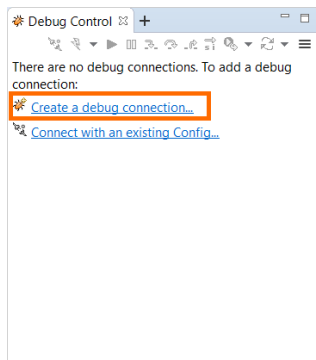 Debug Control
There are no debug connections. To add a debug
connection:
Create a debug connection...
Connect with an existing Config...